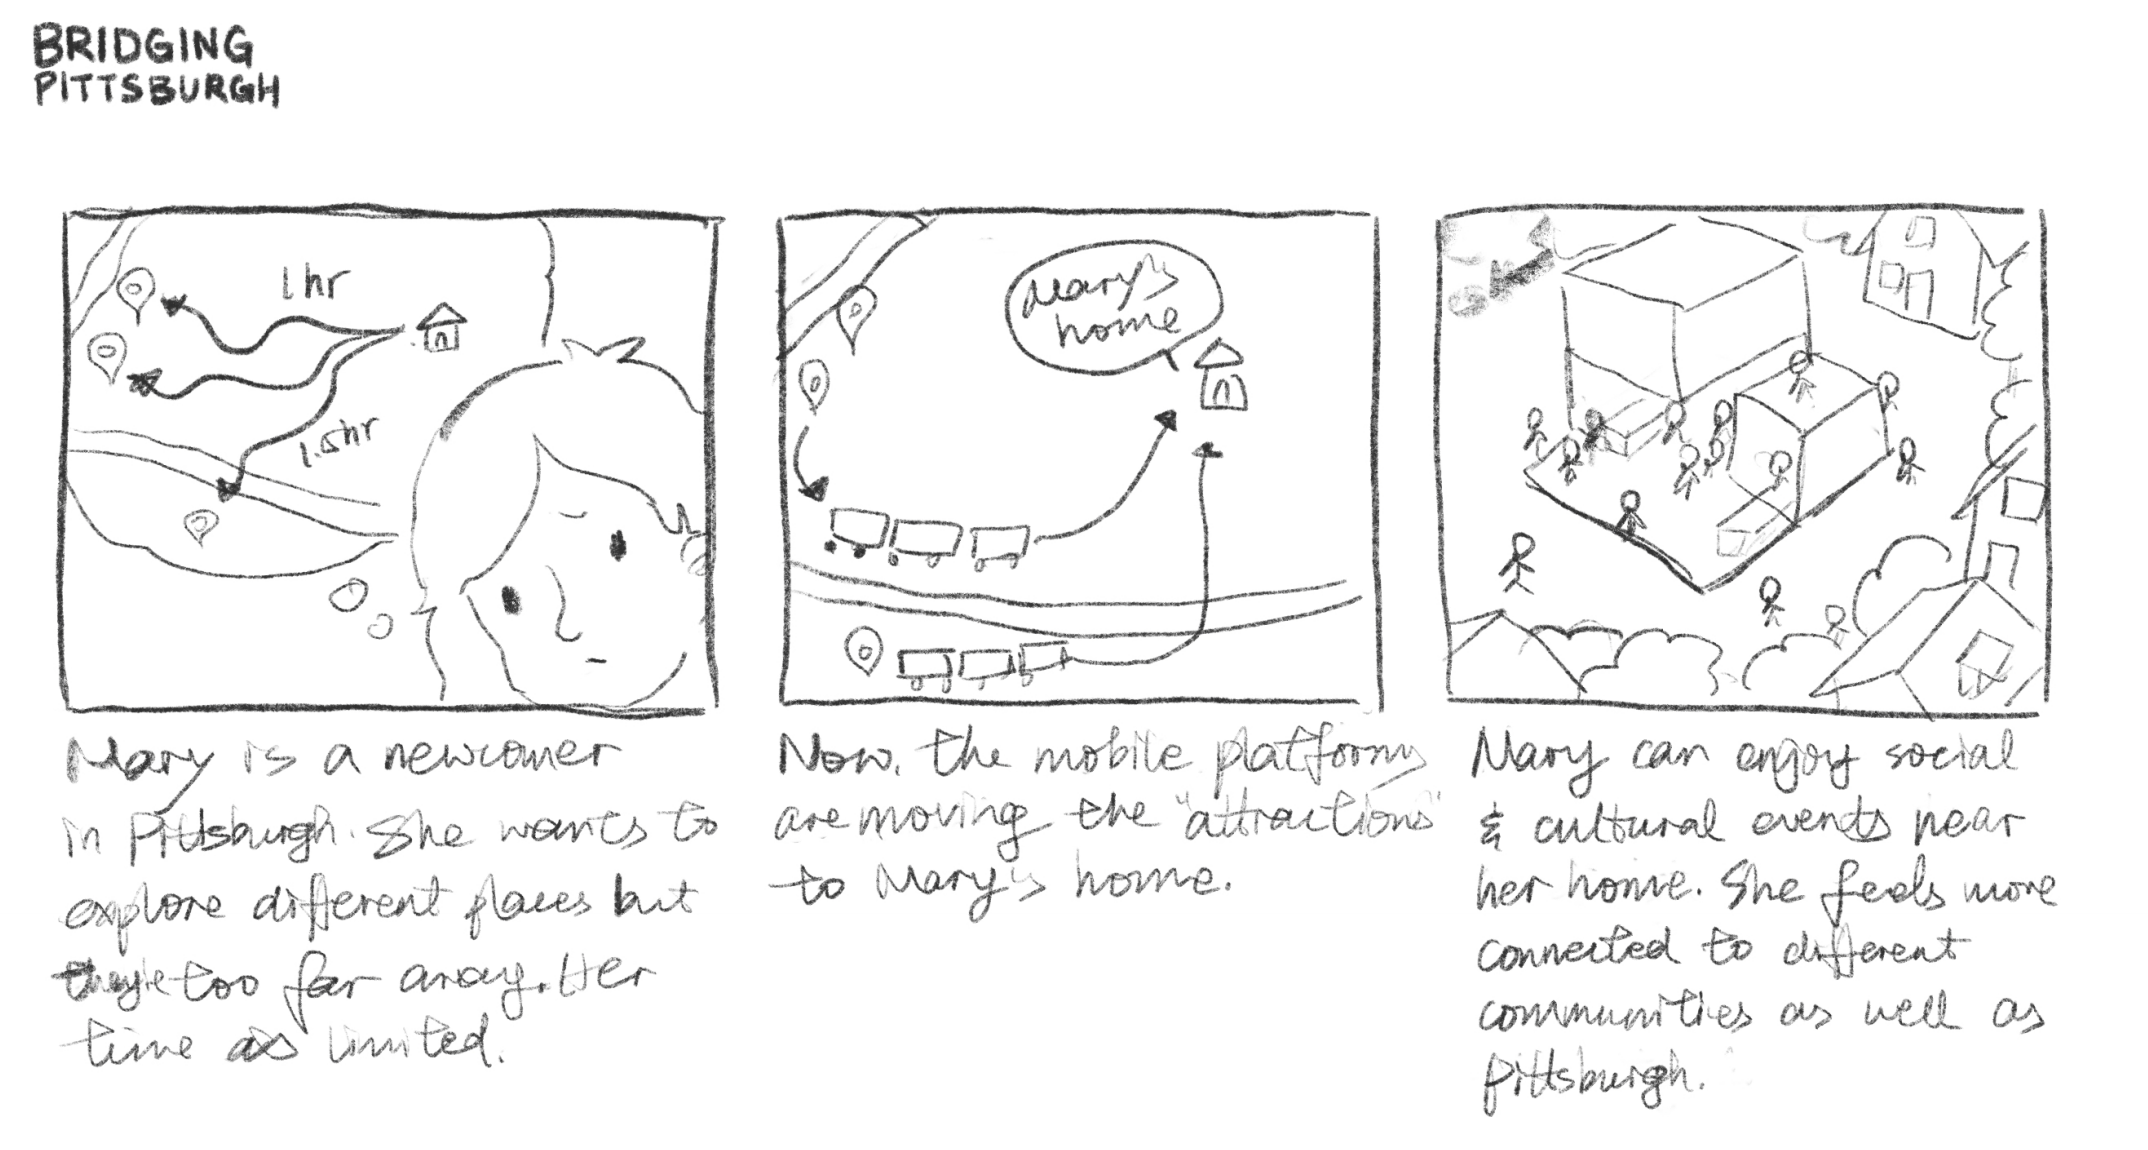 BRIDGING
PITTSBURGH
1 hr
1.5hr
Mary is a newcomer
in Pittsburgh. She wants to
explore different places but
they're too far away. Her
time is limited.
Mary's
home
Now, the mobile platforms
are moving the "attractions"
to Mary's home.
Mary can enjoy social
& cultural events near
her home. She feels more
connected to different
communities as well as
Pittsburgh.